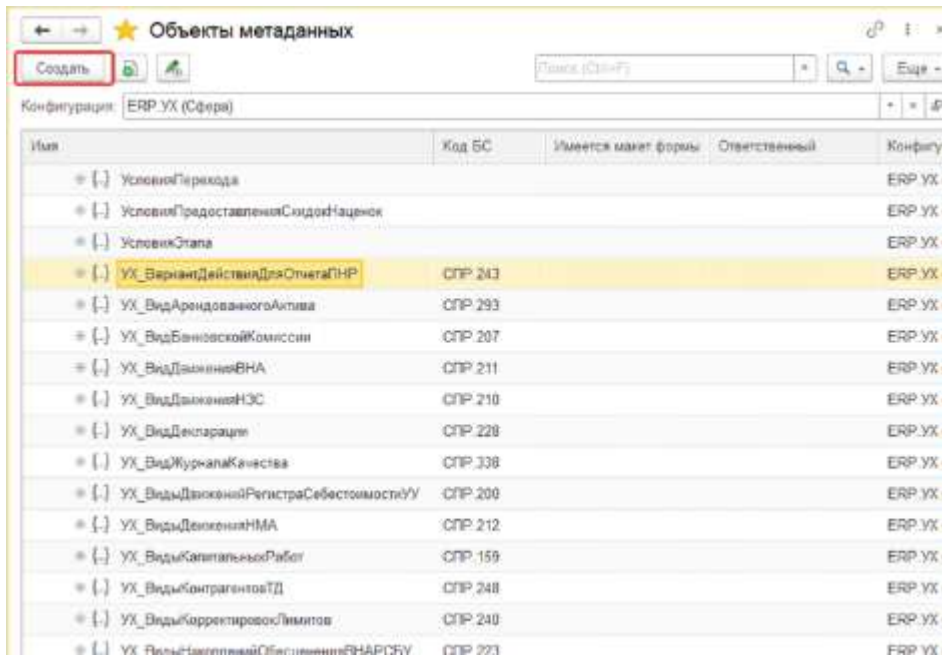 Объекты метаданных
Создать Поиск (Ctrl+F) Еще
Конфигурация: ERP.УХ (Сфера)
Имя Код БС Имеется макет формы Ответственный Конфигу
УсловияПерехода ERP.УХ
УсловияПредоставленияСкидокНаценок ERP.УХ
УсловияЭтапа ERP.УХ
УХ_ВариантДействияДляОтчетаПНР СПР.243 ERP.УХ
УХ_ВидАрендованногоАктива СПР.293 ERP.УХ
УХ_ВидБанковскойКомиссии СПР.207 ERP.УХ
УХ_ВидДвиженияВНА СПР.211 ERP.УХ
УХ_ВидДвиженияНЗС СПР.210 ERP.УХ
УХ_ВидДекларации СПР.228 ERP.УХ
УХ_ВидЖурналаКачества СПР.338 ERP.УХ
УХ_ВидыДвиженийРегистраСебестоимостиУУ СПР.200 ERP.УХ
УХ_ВидыДвиженияНМА СПР.212 ERP.УХ
УХ_ВидыКапитальныхРабот СПР.159 ERP.УХ
УХ_ВидыКонтрагентовТД СПР.248 ERP.УХ
УХ_ВидыКорректировокЛимитов СПР.240 ERP.УХ
УХ_ВидыНакопленийОбесцененияВНАРСБУ СПР.223 ERP.УХ